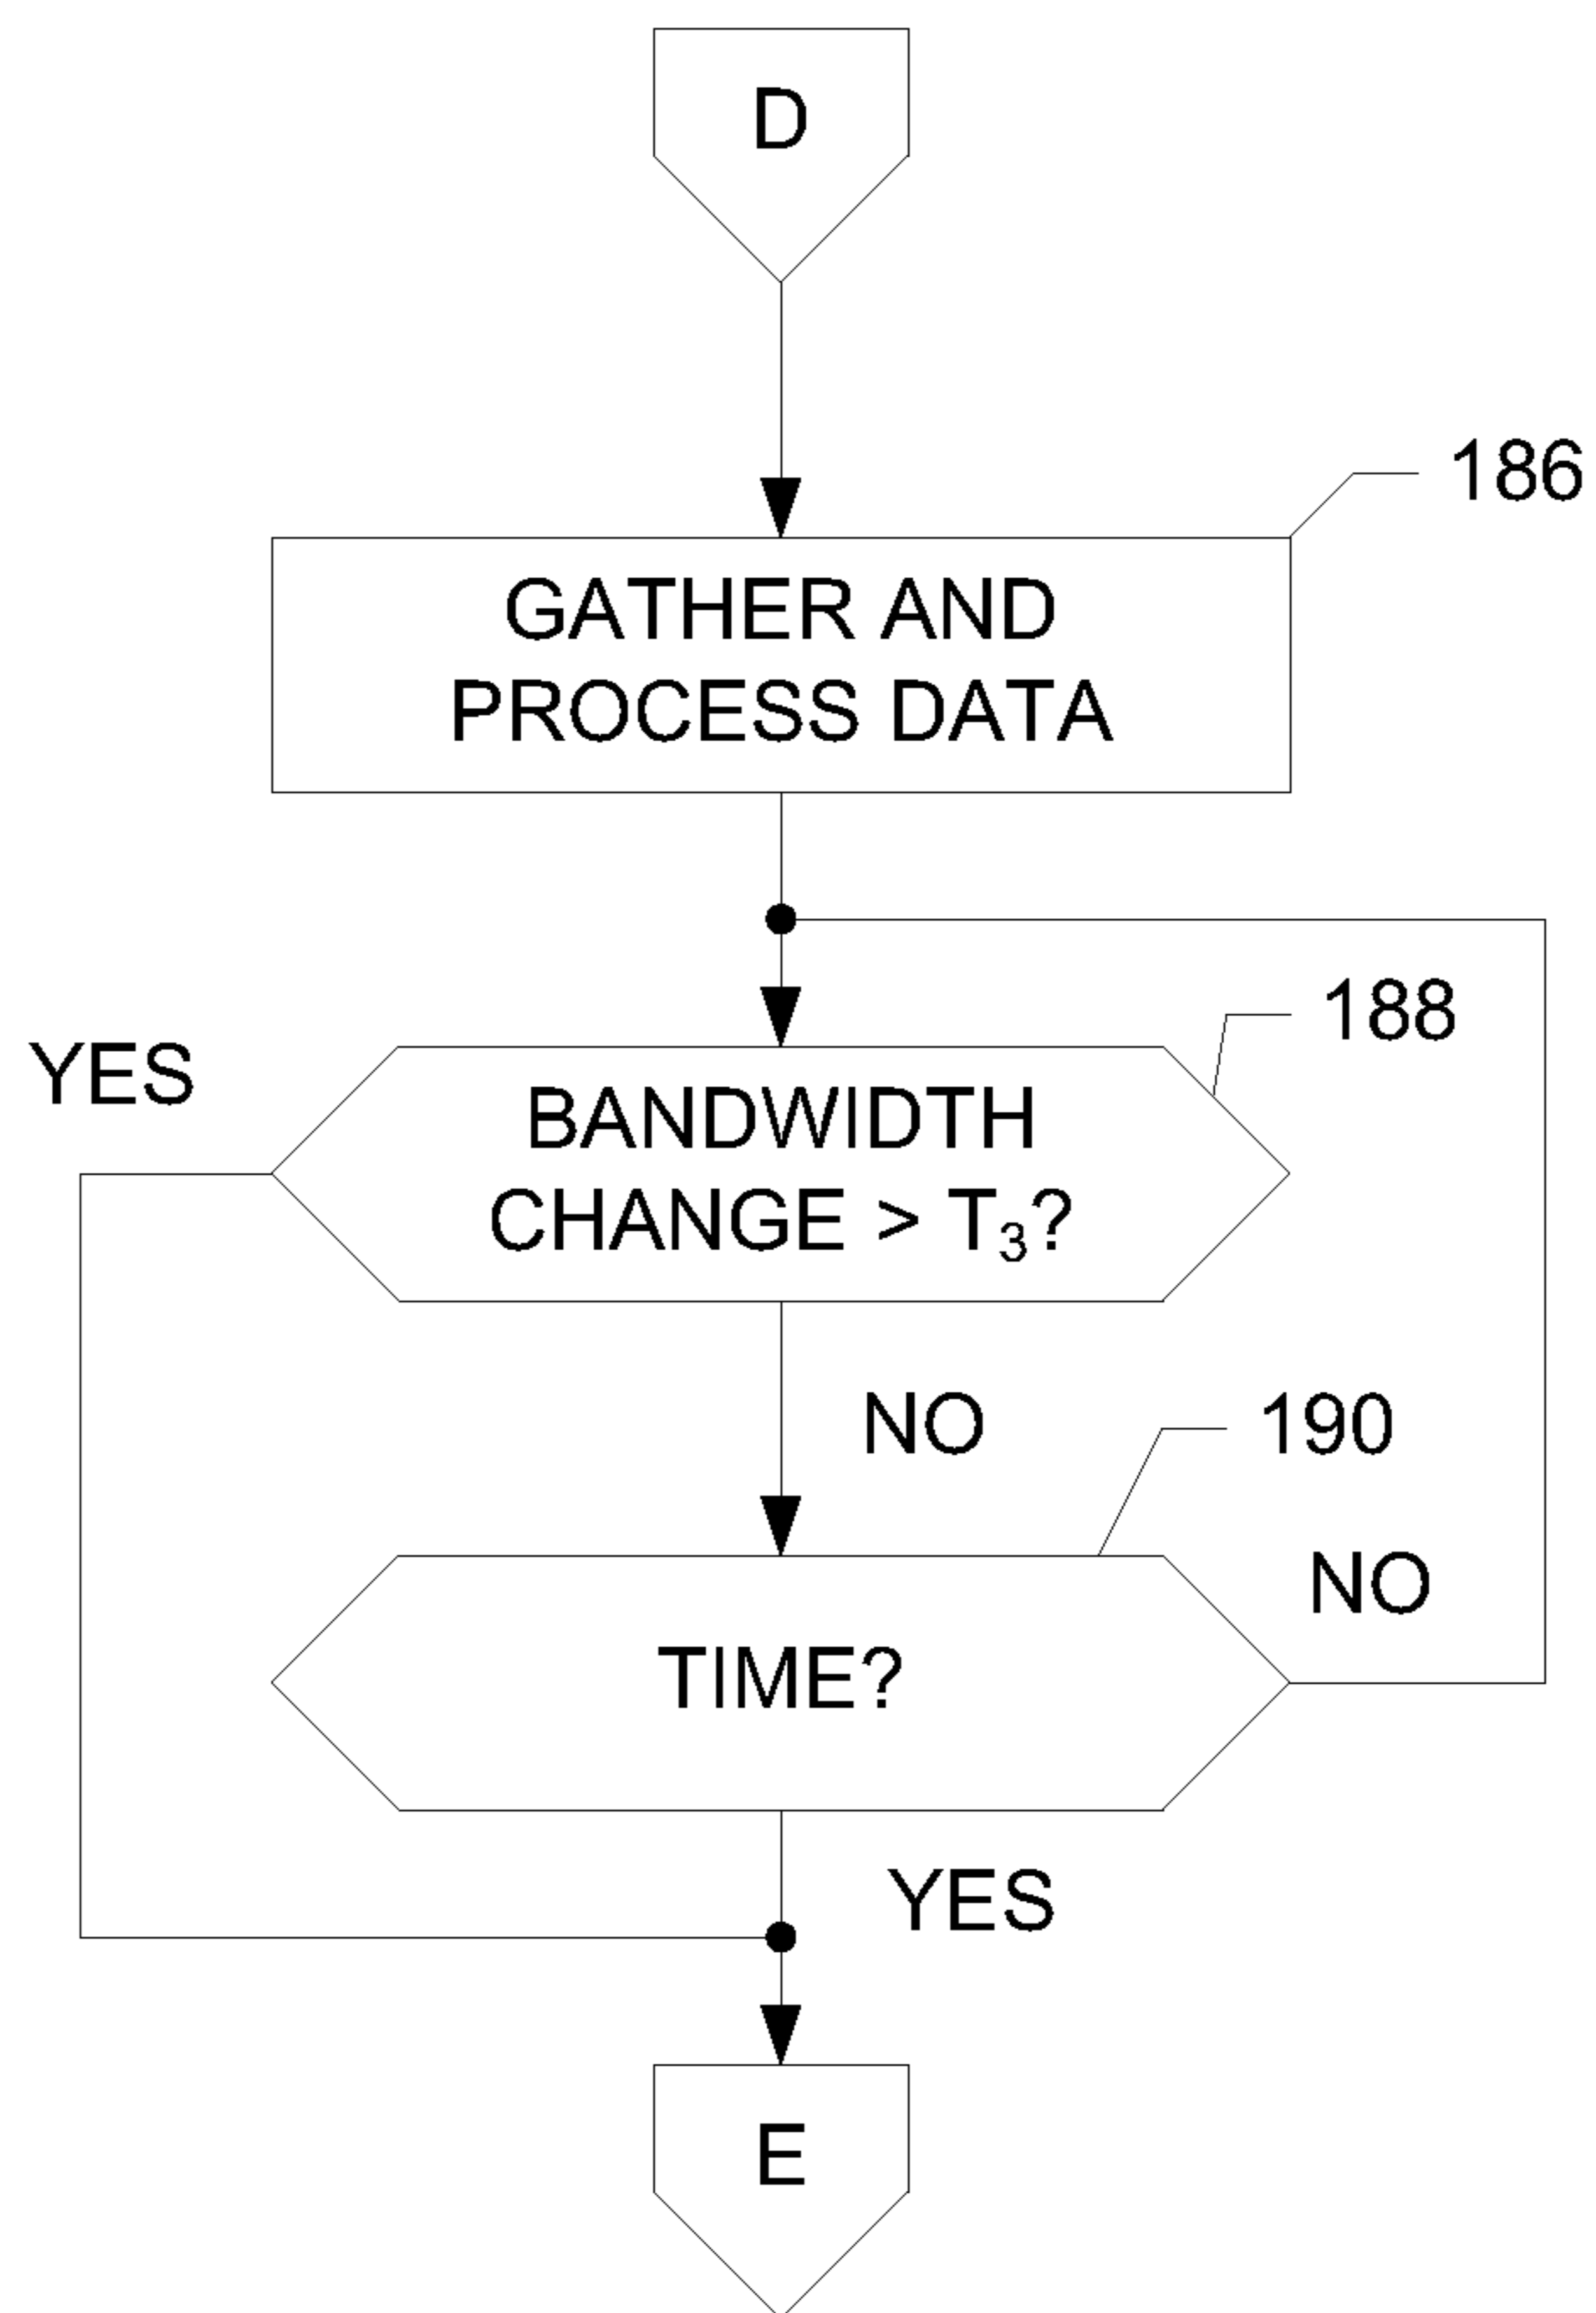 D
186
GATHER AND
PROCESS DATA
188
YES
BANDWIDTH
CHANGE > T₃?
NO
190
NO
TIME?
YES
E